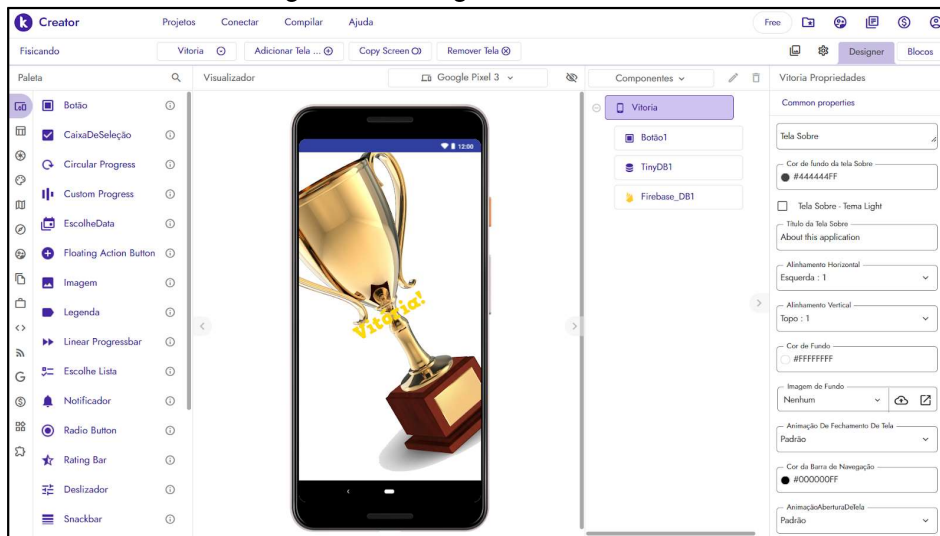 Creator
Projetos
Conectar
Compilar
Ajuda
Free
Fisicando
Vitoria
Adicionar Tela ...
Copy Screen
Remover Tela
Designer
Blocos
Paleta
Visualizador
Google Pixel 3
Componentes
Vitoria Propriedades
Botão
CaixaDeSeleção
Circular Progress
Custom Progress
EscolheData
Floating Action Button
Imagem
Legenda
Linear Progressbar
Escolhe Lista
Notificador
Radio Button
Rating Bar
Deslizador
Snackbar
12:00
Vitoria!
Vitoria
Botão1
TinyDB1
Firebase_DB1
Common properties
Tela Sobre
Cor de fundo da tela Sobre
#444444FF
Tela Sobre - Tema Light
Título da Tela Sobre
About this application
Alinhamento Horizontal
Esquerda : 1
Alinhamento Vertical
Topo : 1
Cor de Fundo
#FFFFFFFF
Imagem de Fundo
Nenhum
Animação De Fechamento De Tela
Padrão
Cor da Barra de Navegação
#000000FF
AnimaçãoAberturaDeTela
Padrão